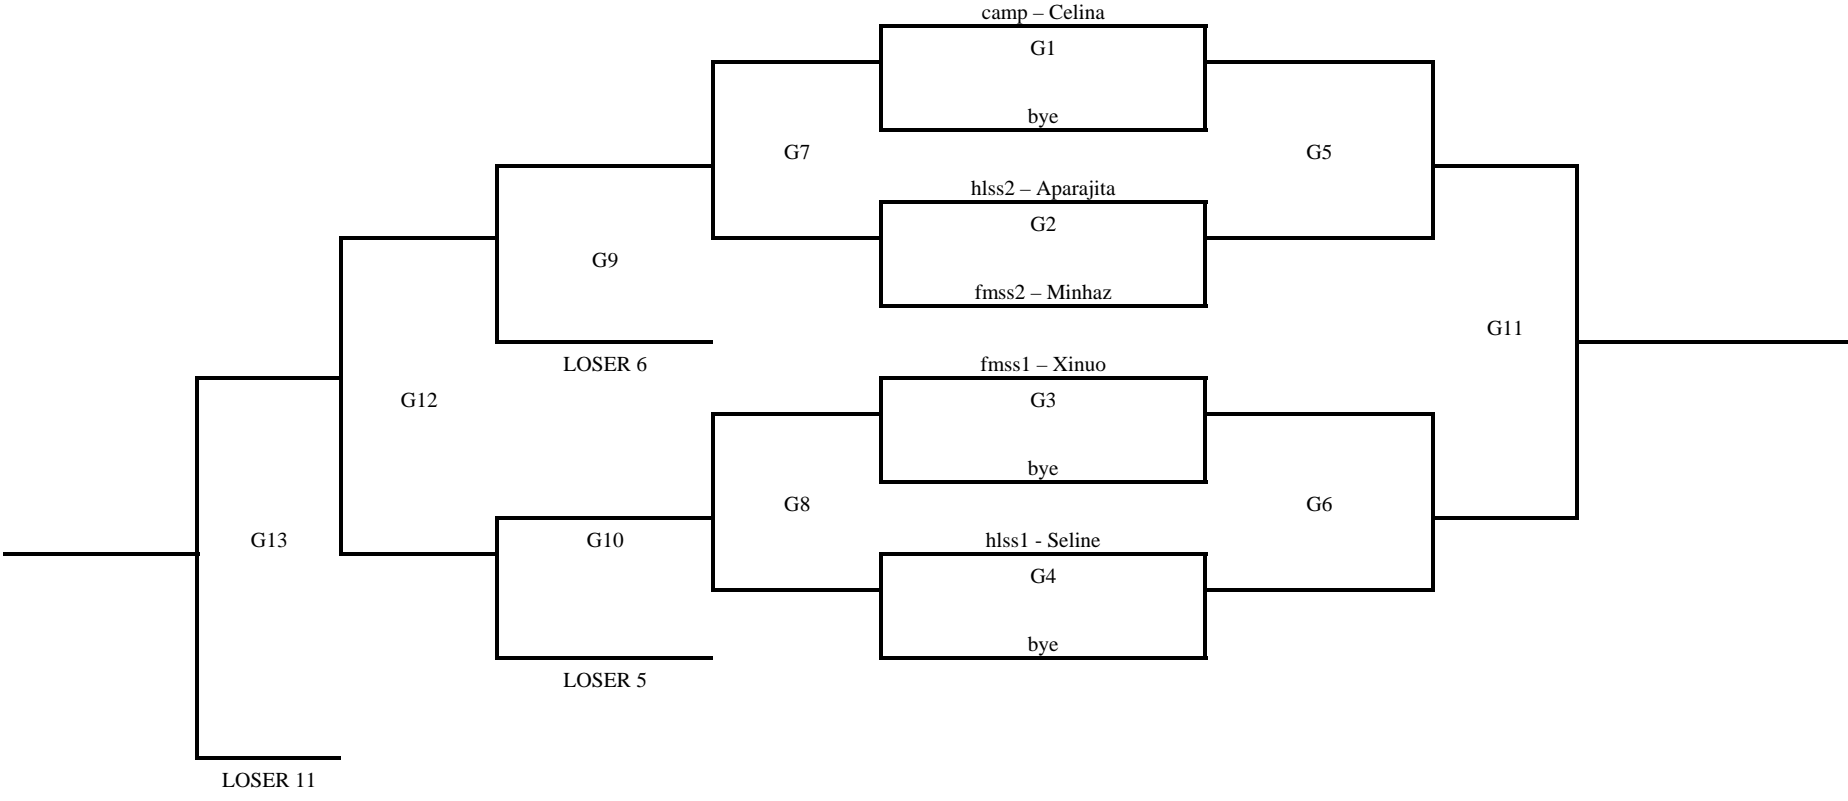 camp – Celina
G1
bye
G7
G5
hlss2 – Aparajita
G2
G9
fmss2 – Minhaz
G11
LOSER 6
fmss1 – Xinuo
G12
G3
bye
G8
G6
G13
G10
hlss1 - Seline
G4
bye
LOSER 5
LOSER 11